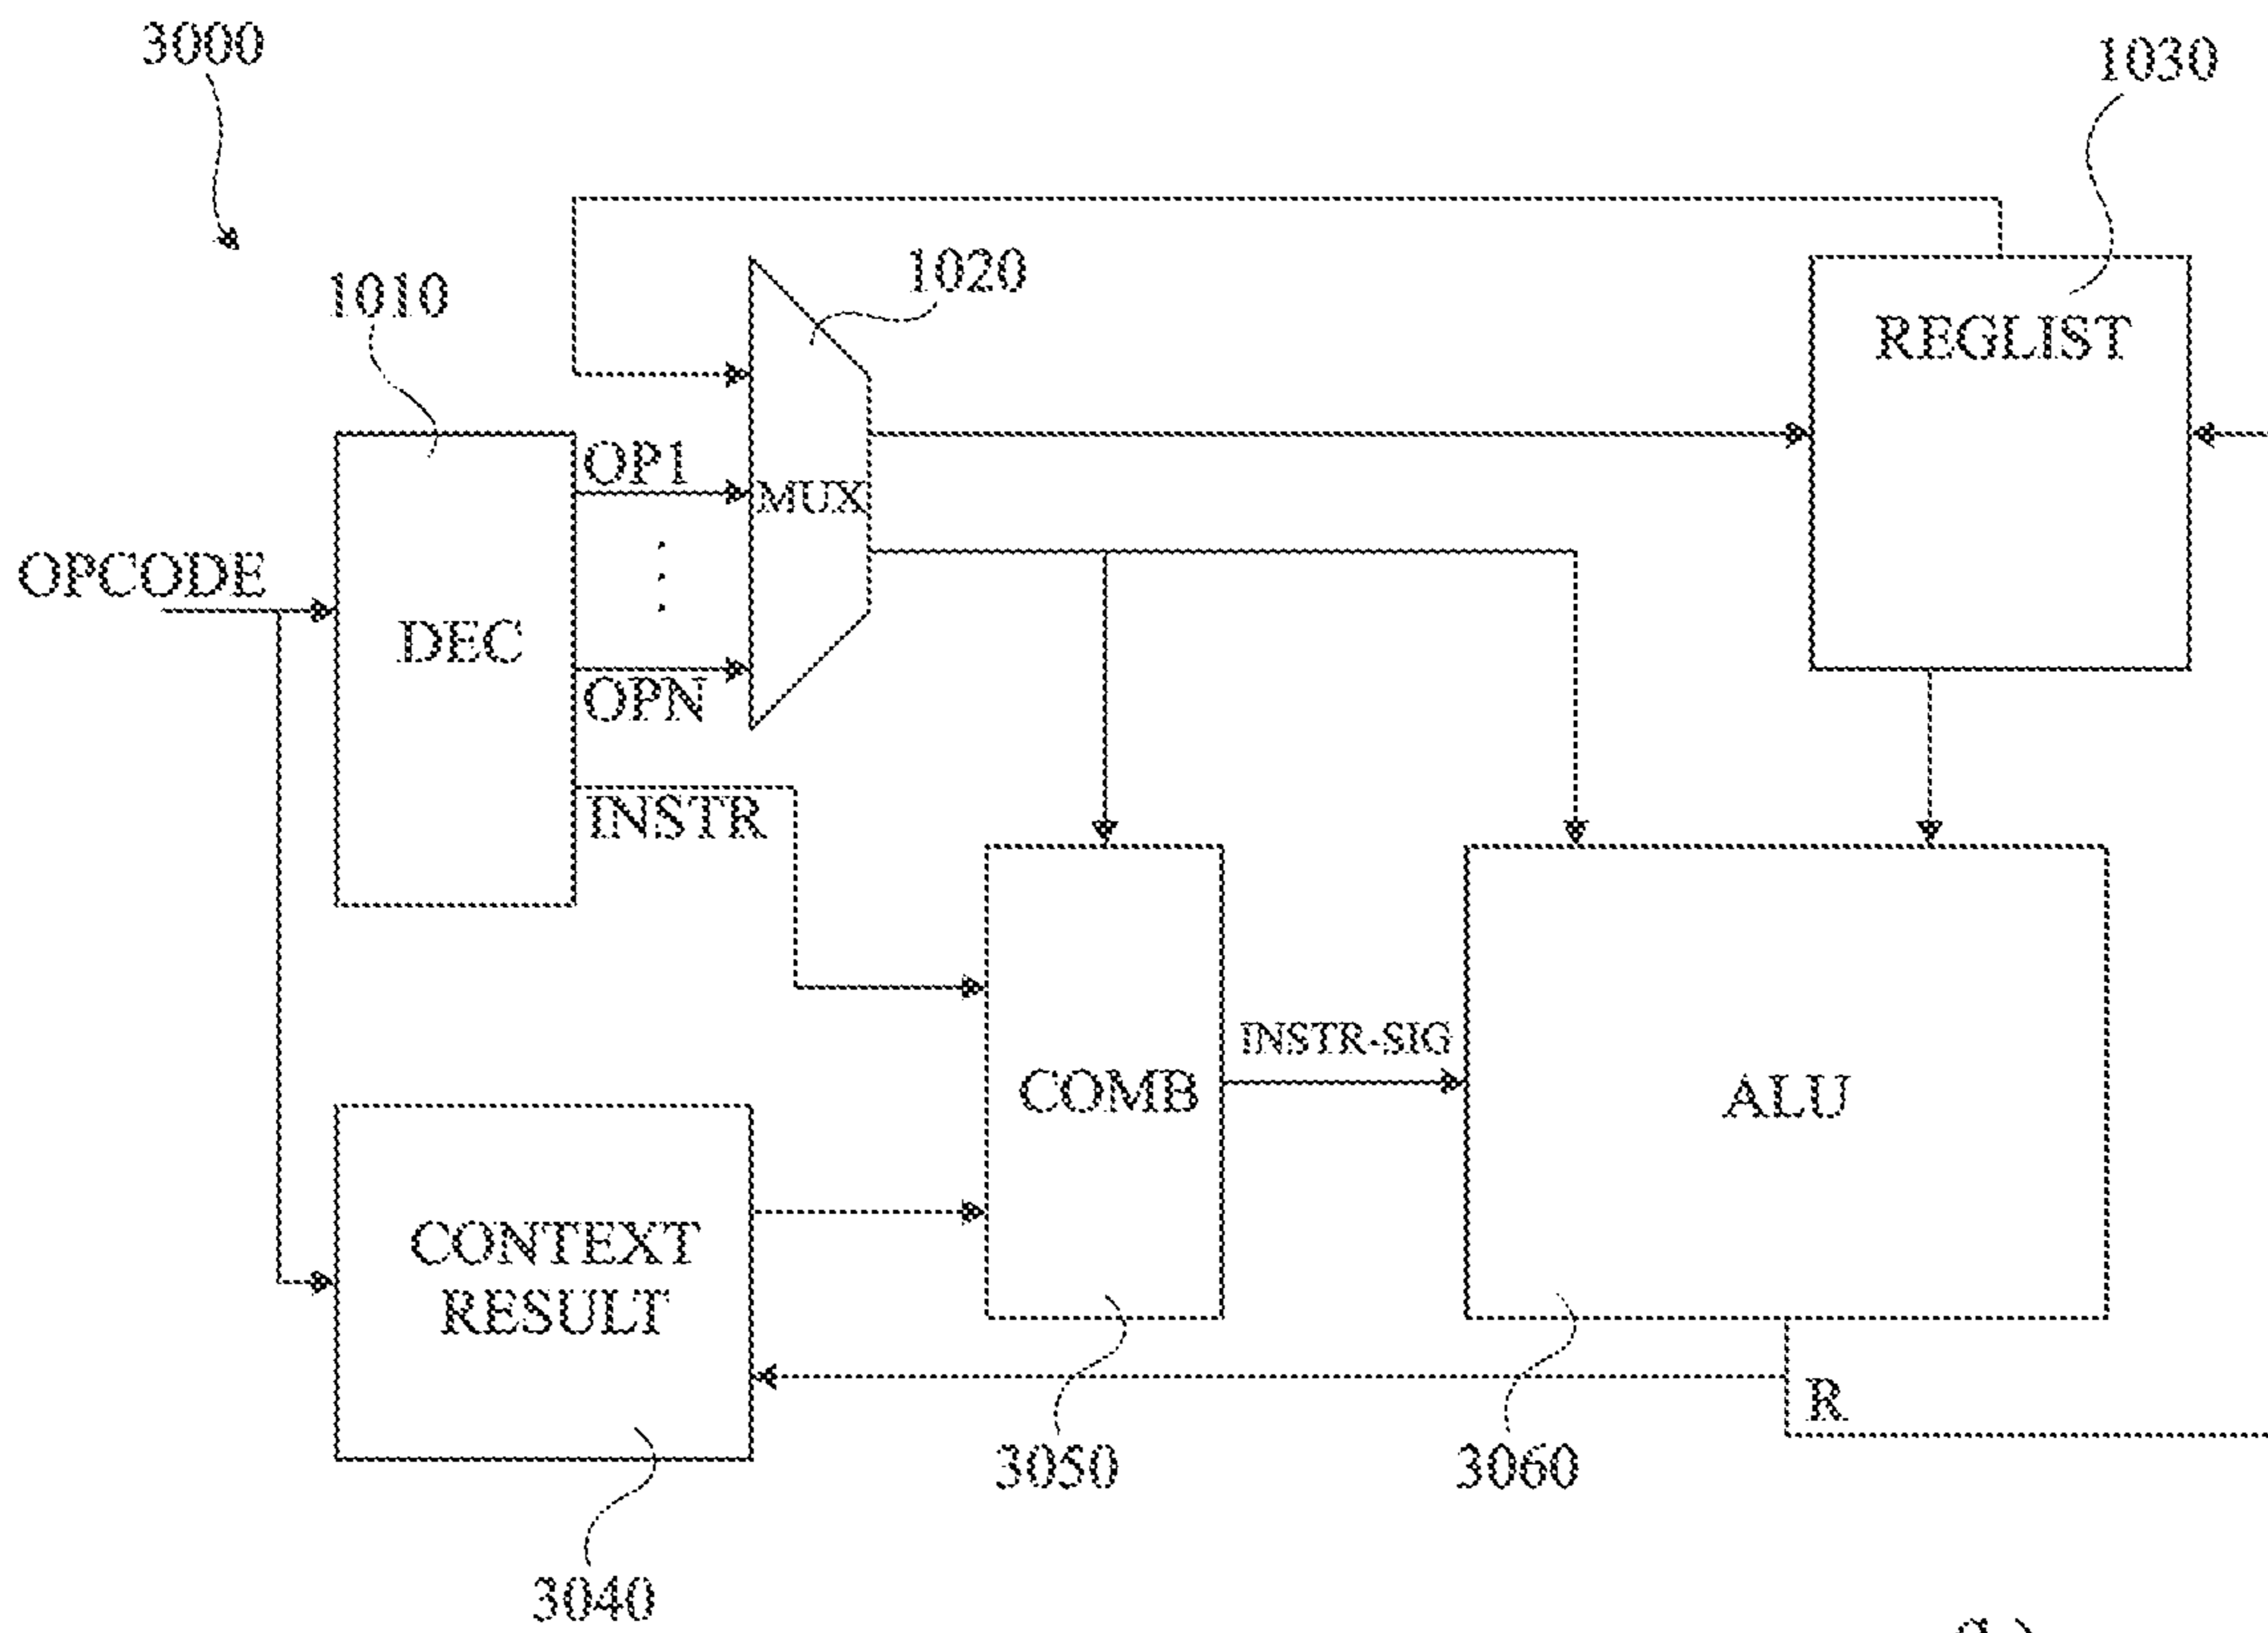 3000
1030
1020
1010
REGLIST
OP1
MUX
OPCODE
DEC
OPN
INSTR
INSTR-SIG
COMB
ALU
CONTEXT
RESULT
R
3050
3060
3040